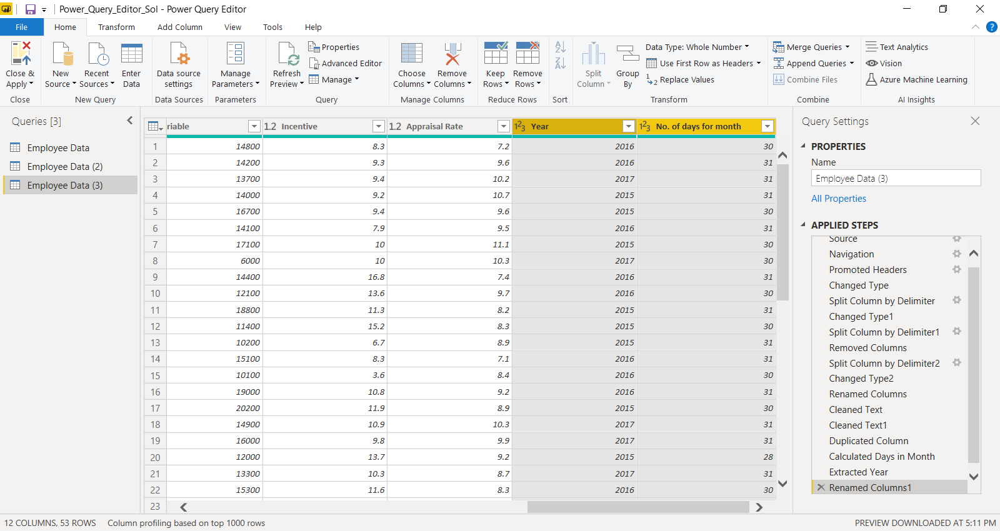 Power_Query_Editor_Sol - Power Query Editor
File Home Transform Add Column View Tools Help
Close & Apply
Close
New Source
Recent Sources
Enter Data
New Query
Data source settings
Data Sources
Manage Parameters
Parameters
Refresh Preview
Properties
Advanced Editor
Manage
Query
Choose Columns
Remove Columns
Manage Columns
Keep Rows
Remove Rows
Reduce Rows
Sort
Split Column
Group By
Data Type: Whole Number
Use First Row as Headers
Replace Values
Transform
Merge Queries
Append Queries
Combine Files
Combine
Text Analytics
Vision
Azure Machine Learning
AI Insights
Queries [3]
Employee Data
Employee Data (2)
Employee Data (3)
riable 1.2 Incentive 1.2 Appraisal Rate 123 Year 123 No. of days for month
1 14800 8.3 7.2 2016 30
2 14200 9.3 9.6 2016 31
3 13700 9.4 10.2 2017 31
4 14000 9.2 10.7 2015 31
5 16700 9.4 9.6 2015 30
6 14100 7.9 9.5 2016 31
7 17100 10 11.1 2015 30
8 6000 10 10.3 2017 30
9 14400 16.8 7.4 2016 31
10 12100 13.6 9.7 2016 30
11 18800 11.3 8.2 2015 31
12 11400 15.2 8.3 2015 30
13 10200 6.7 8.9 2015 31
14 15100 8.3 7.1 2016 31
15 10100 3.6 8.4 2016 30
16 19000 10.8 9.2 2016 31
17 20200 11.9 8.9 2015 30
18 14900 10.9 10.3 2017 31
19 16000 9.8 9.9 2017 31
20 12000 13.7 9.2 2015 28
21 13300 10.3 8.7 2017 31
22 15300 11.6 8.3 2016 30
23
Query Settings
PROPERTIES
Name
Employee Data (3)
All Properties
APPLIED STEPS
Source
Navigation
Promoted Headers
Changed Type
Split Column by Delimiter
Changed Type1
Split Column by Delimiter1
Removed Columns
Split Column by Delimiter2
Changed Type2
Renamed Columns
Cleaned Text
Cleaned Text1
Duplicated Column
Calculated Days in Month
Extracted Year
Renamed Columns1
12 COLUMNS, 53 ROWS Column profiling based on top 1000 rows
PREVIEW DOWNLOADED AT 5:11 PM